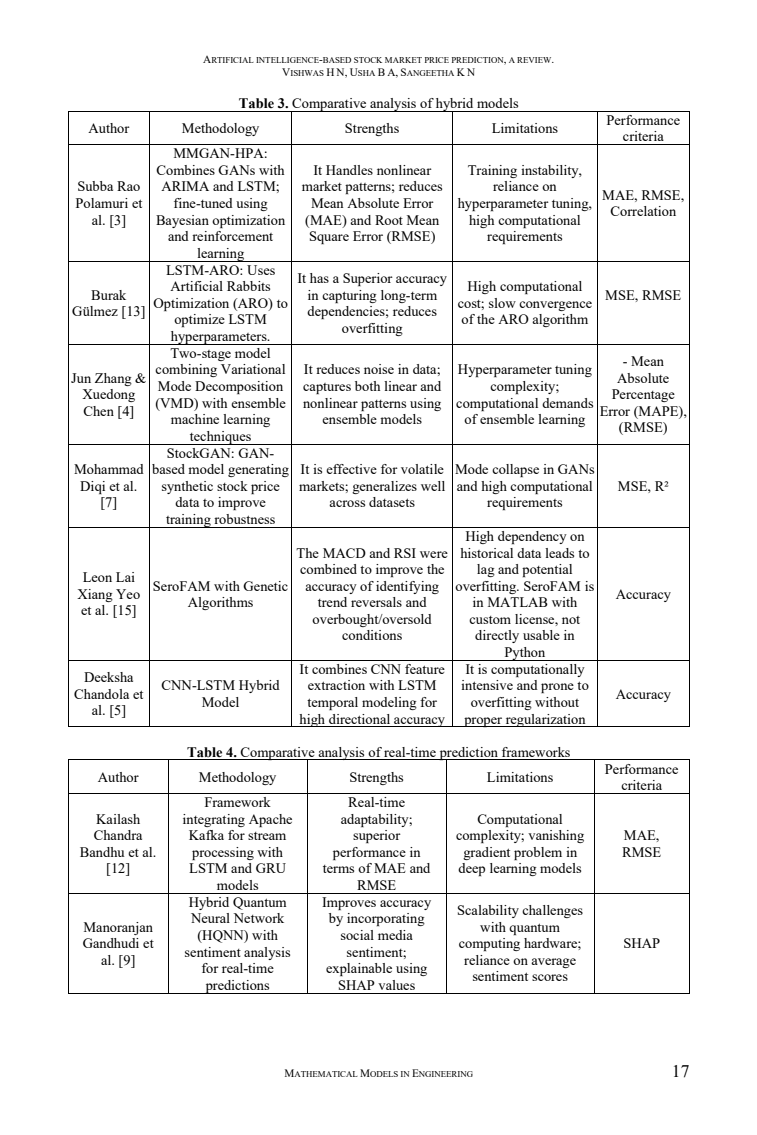 ARTIFICIAL INTELLIGENCE-BASED STOCK MARKET PRICE PREDICTION, A REVIEW.
VISHWAS H N, USHA B A, SANGEETHA K N
Table 3. Comparative analysis of hybrid models
Author
Methodology
Strengths
Limitations
Performance
criteria
Subba Rao
Polamuri et
al. [3]
MMGAN-HPA:
Combines GANs with
ARIMA and LSTM;
fine-tuned using
Bayesian optimization
and reinforcement
learning
It Handles nonlinear
market patterns; reduces
Mean Absolute Error
(MAE) and Root Mean
Square Error (RMSE)
Training instability,
reliance on
hyperparameter tuning,
high computational
requirements
MAE, RMSE,
Correlation
Burak
Gülmez [13]
LSTM-ARO: Uses
Artificial Rabbits
Optimization (ARO) to
optimize LSTM
hyperparameters.
It has a Superior accuracy
in capturing long-term
dependencies; reduces
overfitting
High computational
cost; slow convergence
of the ARO algorithm
MSE, RMSE
Jun Zhang &
Xuedong
Chen [4]
Two-stage model
combining Variational
Mode Decomposition
(VMD) with ensemble
machine learning
techniques
It reduces noise in data;
captures both linear and
nonlinear patterns using
ensemble models
Hyperparameter tuning
complexity;
computational demands
of ensemble learning
- Mean
Absolute
Percentage
Error (MAPE),
(RMSE)
Mohammad
Diqi et al.
[7]
StockGAN: GAN-
based model generating
synthetic stock price
data to improve
training robustness
It is effective for volatile
markets; generalizes well
across datasets
Mode collapse in GANs
and high computational
requirements
MSE, R²
Leon Lai
Xiang Yeo
et al. [15]
SeroFAM with Genetic
Algorithms
The MACD and RSI were
combined to improve the
accuracy of identifying
trend reversals and
overbought/oversold
conditions
High dependency on
historical data leads to
lag and potential
overfitting. SeroFAM is
in MATLAB with
custom license, not
directly usable in
Python
Accuracy
Deeksha
Chandola et
al. [5]
CNN-LSTM Hybrid
Model
It combines CNN feature
extraction with LSTM
temporal modeling for
high directional accuracy
It is computationally
intensive and prone to
overfitting without
proper regularization
Accuracy
Table 4. Comparative analysis of real-time prediction frameworks
Author
Methodology
Strengths
Limitations
Performance
criteria
Kailash
Chandra
Bandhu et al.
[12]
Framework
integrating Apache
Kafka for stream
processing with
LSTM and GRU
models
Real-time
adaptability;
superior
performance in
terms of MAE and
RMSE
Computational
complexity; vanishing
gradient problem in
deep learning models
MAE,
RMSE
Manoranjan
Gandhudi et
al. [9]
Hybrid Quantum
Neural Network
(HQNN) with
sentiment analysis
for real-time
predictions
Improves accuracy
by incorporating
social media
sentiment;
explainable using
SHAP values
Scalability challenges
with quantum
computing hardware;
reliance on average
sentiment scores
SHAP
MATHEMATICAL MODELS IN ENGINEERING
17